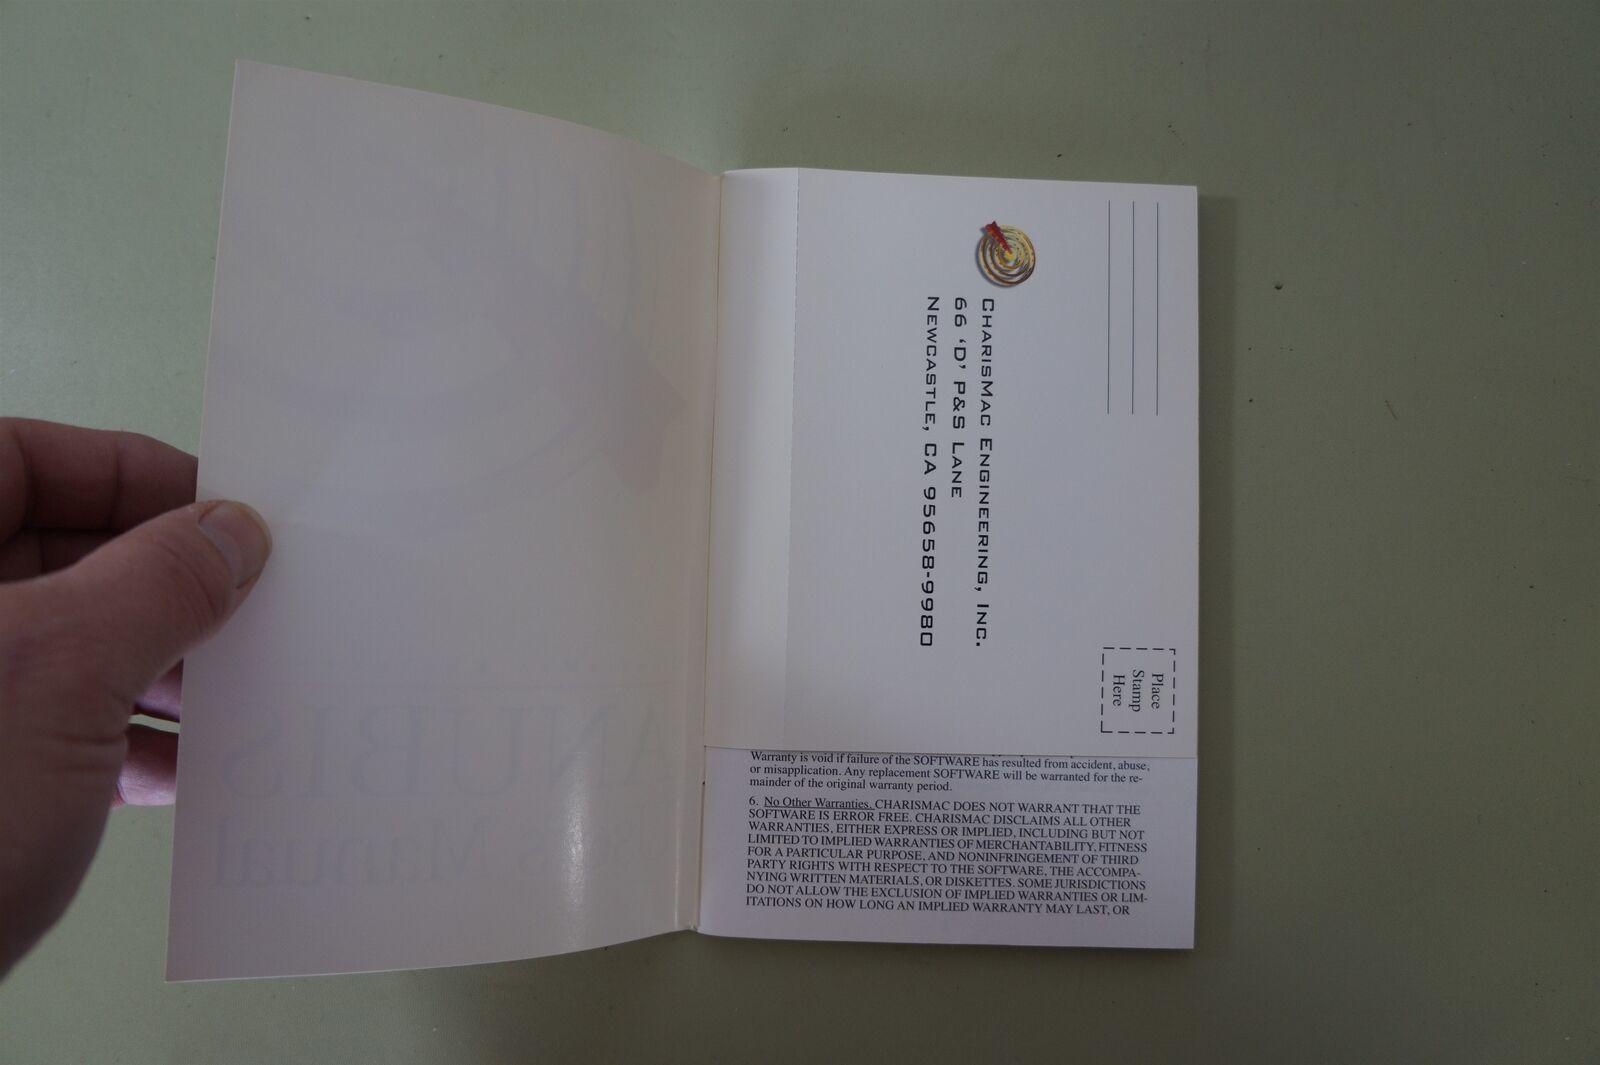 CHARISMAC ENGINEERING, INC.
66 'D' P&S LANE
NEWCASTLE, CA 95658-9980
Place
Stamp
Here
Warranty is void if failure of the SOFTWARE has resulted from accident, abuse,
or misapplication. Any replacement SOFTWARE will be warranted for the re-
mainder of the original warranty period.
6. No Other Warranties. CHARISMAC DOES NOT WARRANT THAT THE
SOFTWARE IS ERROR FREE. CHARISMAC DISCLAIMS ALL OTHER
WARRANTIES, EITHER EXPRESS OR IMPLIED, INCLUDING BUT NOT
LIMITED TO IMPLIED WARRANTIES OF MERCHANTABILITY, FITNESS
FOR A PARTICULAR PURPOSE, AND NONINFRINGEMENT OF THIRD
PARTY RIGHTS WITH RESPECT TO THE SOFTWARE, THE ACCOMPA-
NYING WRITTEN MATERIALS, OR DISKETTES. SOME JURISDICTIONS
DO NOT ALLOW THE EXCLUSION OF IMPLIED WARRANTIES OR LIM-
ITATIONS ON HOW LONG AN IMPLIED WARRANTY MAY LAST, OR
ANUBIS
Manual